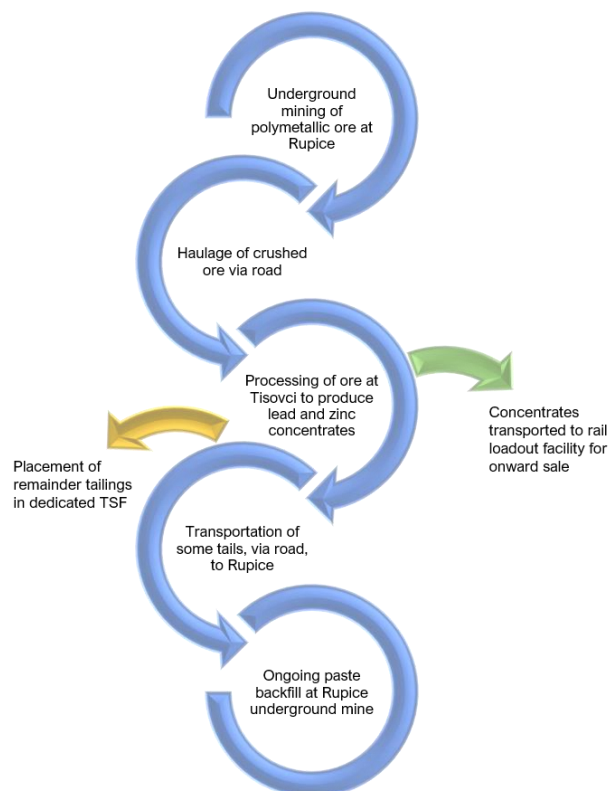 Underground
mining of
polymetallic ore at
Rupice
Haulage of crushed
ore via road
Processing of ore at
Tisovci to produce
lead and zinc
concentrates
Concentrates
transported to rail
loadout facility for
onward sale
Placement of
remainder tailings
in dedicated TSF
Transportation of
some tails, via road,
to Rupice
Ongoing paste
backfill at Rupice
underground mine